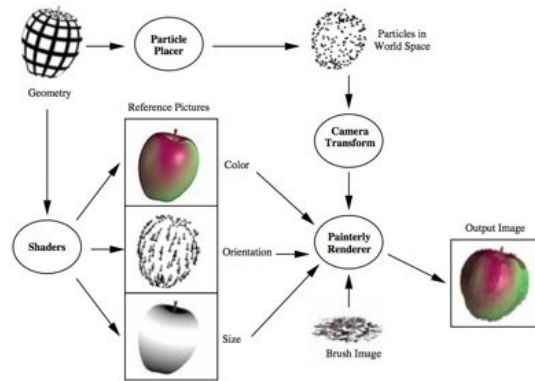 Particle
Placer
Particles in
World Space
Geometry
Reference Pictures
Camera
Transform
Color
Shaders
Orientation
Painterly
Renderer
Output Image
Size
Brush Image